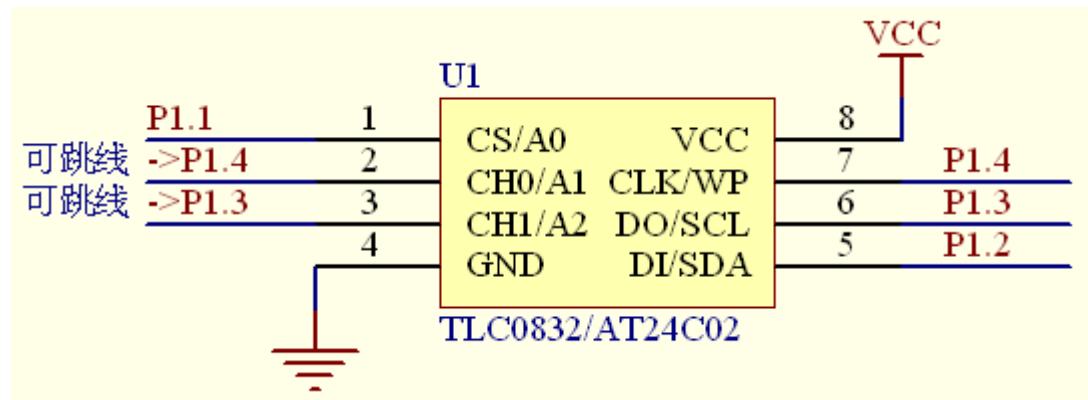 VCC
U1
P1.1 1 CS/A0 VCC 8
可跳线 ->P1.4 2 CH0/A1 CLK/WP 7 P1.4
可跳线 ->P1.3 3 CH1/A2 DO/SCL 6 P1.3
4 GND DI/SDA 5 P1.2
TLC0832/AT24C02